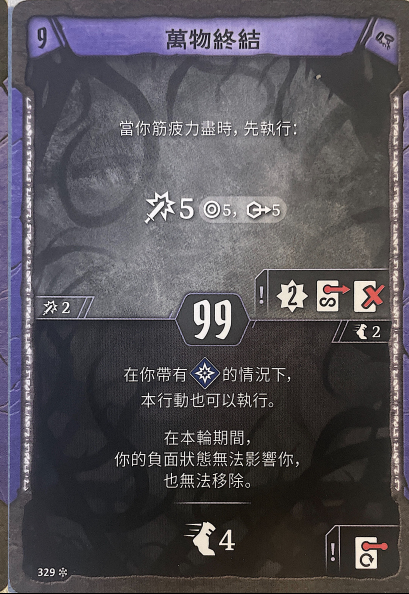 9
萬物終結
當你筋疲力盡時, 先執行:
5 5, 5
! 2
2
99
2
在你帶有 的情況下,
本行動也可以執行。
在本輪期間,
你的負面狀態無法影響你,
也無法移除。
4
!
329